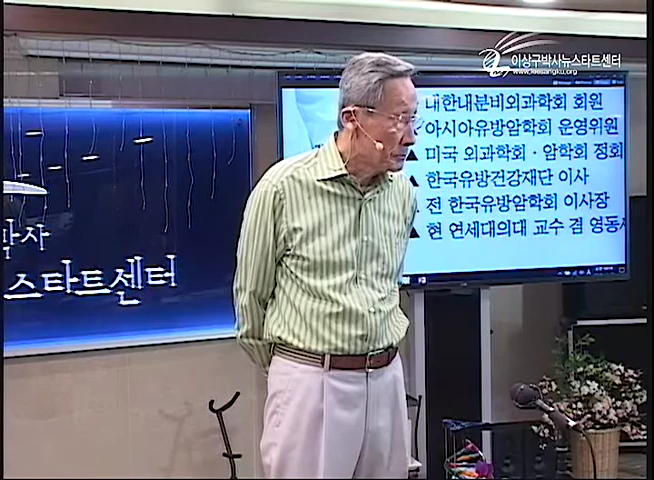 이상구박사뉴스타트센터
www.leesangku.org
대한내분비외과학회 회원
아시아유방암학회 운영위원
▲ 미국 외과학회 · 암학회 정회
▲ 한국유방건강재단 이사
▲ 전 한국유방암학회 이사장
▲ 현 연세대의대 교수 겸 영동
박사
스타트센터